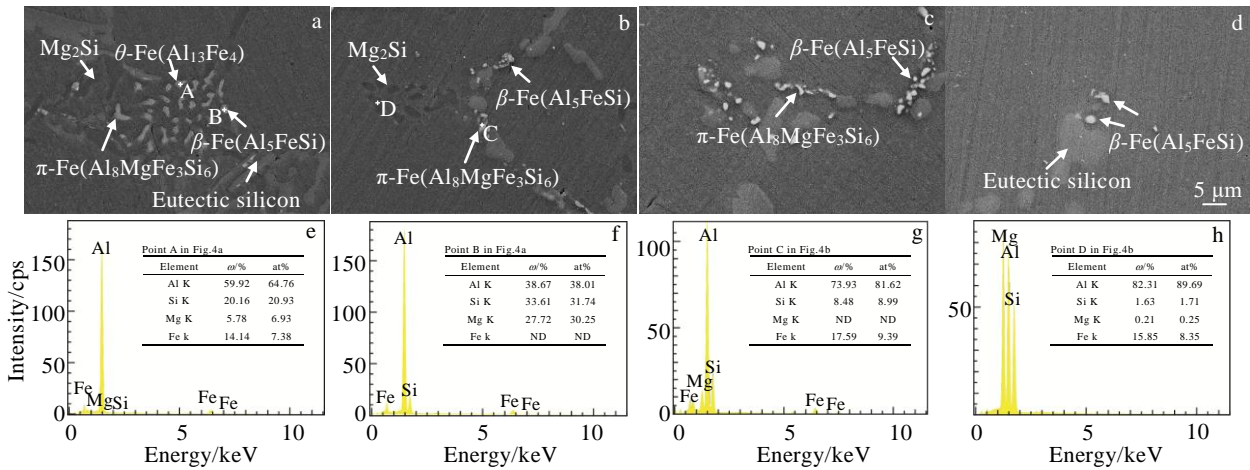 a
Mg₂Si
θ-Fe(Al₁₃Fe₄)
A
B
β-Fe(Al₅FeSi)
π-Fe(Al₈MgFe₃Si₆)
Eutectic silicon
b
Mg₂Si
D
β-Fe(Al₅FeSi)
C
π-Fe(Al₈MgFe₃Si₆)
c
β-Fe(Al₅FeSi)
π-Fe(Al₈MgFe₃Si₆)
d
β-Fe(Al₅FeSi)
Eutectic silicon
5 μm
e
Intensity/cps
150
100
50
0
Al
Fe
Mg
Si
Fe
Fe
Point A in Fig.4a
Element ω/% at%
Al K 59.92 64.76
Si K 20.16 20.93
Mg K 5.78 6.93
Fe k 14.14 7.38
0 5 10
Energy/keV
f
150
100
50
0
Al
Fe
Si
Fe
Fe
Point B in Fig.4a
Element ω/% at%
Al K 38.67 38.01
Si K 33.61 31.74
Mg K 27.72 30.25
Fe k ND ND
0 5 10
Energy/keV
g
100
50
0
Al
Si
Mg
Fe
Fe
Fe
Point C in Fig.4b
Element ω/% at%
Al K 73.93 81.62
Si K 8.48 8.99
Mg K ND ND
Fe k 17.59 9.39
0 5 10
Energy/keV
h
50
Mg
Al
Si
Point D in Fig.4b
Element ω/% at%
Al K 82.31 89.69
Si K 1.63 1.71
Mg K 0.21 0.25
Fe k 15.85 8.35
0 5 10
Energy/keV